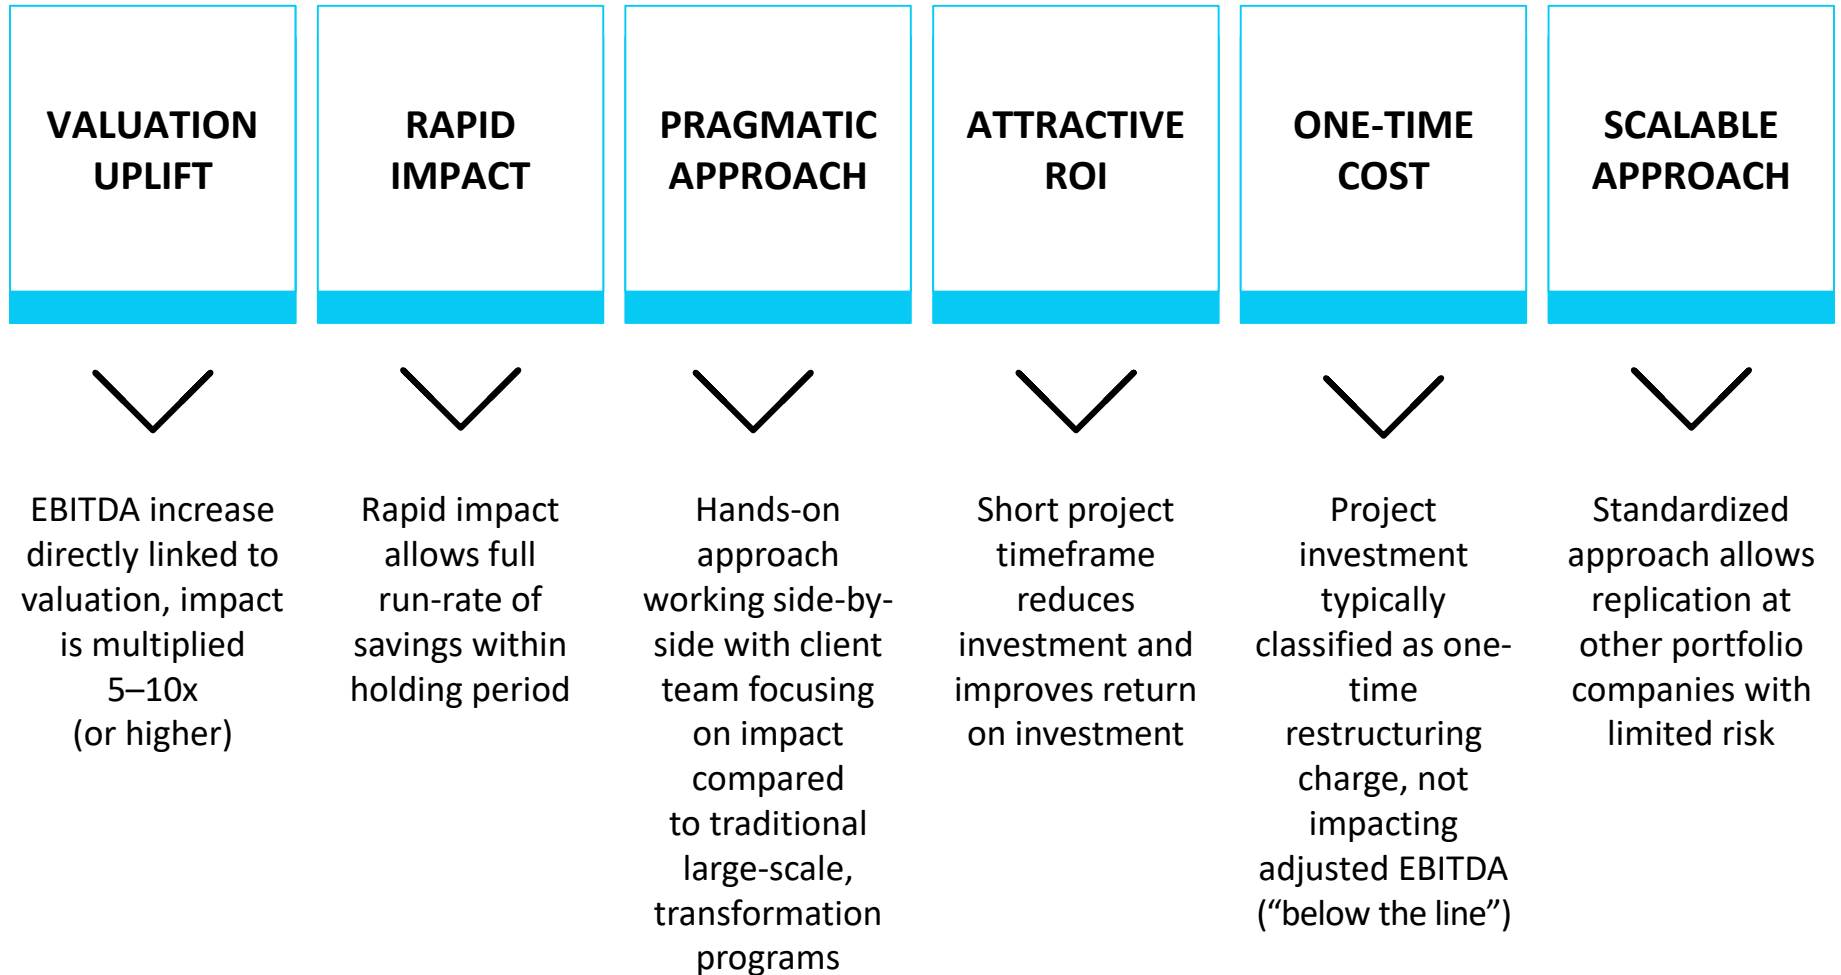 VALUATION
UPLIFT
RAPID
IMPACT
PRAGMATIC
APPROACH
ATTRACTIVE
ROI
ONE-TIME
COST
SCALABLE
APPROACH
EBITDA increase
directly linked to
valuation, impact
is multiplied
5–10x
(or higher)
Rapid impact
allows full
run-rate of
savings within
holding period
Hands-on
approach
working side-by-
side with client
team focusing
on impact
compared
to traditional
large-scale,
transformation
programs
Short project
timeframe
reduces
investment and
improves return
on investment
Project
investment
typically
classified as one-
time
restructuring
charge, not
impacting
adjusted EBITDA
(“below the line”)
Standardized
approach allows
replication at
other portfolio
companies with
limited risk